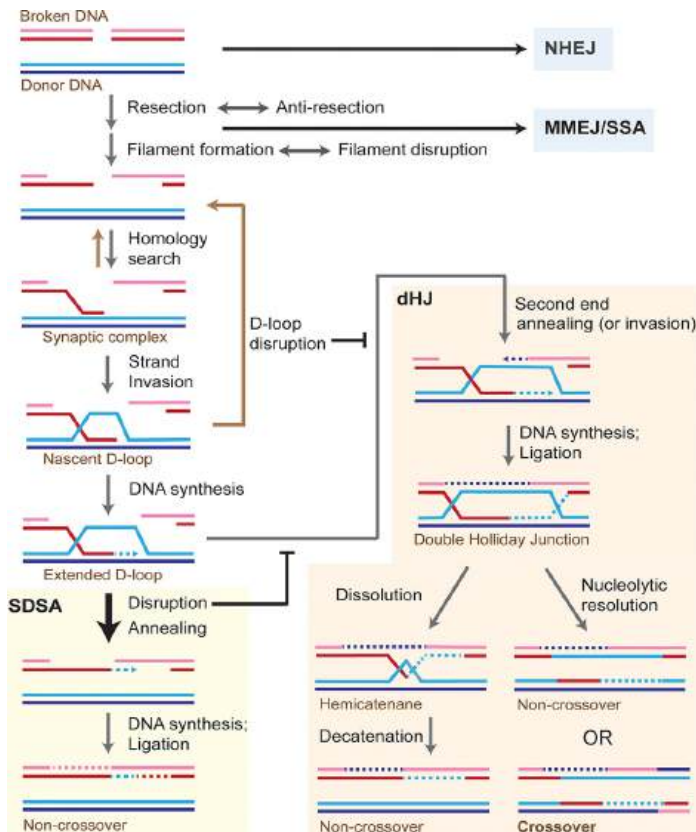 Broken DNA
NHEJ
Donor DNA
Resection
Anti-resection
MMEJ/SSA
Filament formation
Filament disruption
Homology
search
Synaptic complex
D-loop
disruption
Strand
Invasion
Nascent D-loop
DNA synthesis
Extended D-loop
dHJ
Second end
annealing (or invasion)
DNA synthesis;
Ligation
Double Holliday Junction
SDSA
Disruption
Annealing
DNA synthesis;
Ligation
Non-crossover
Dissolution
Nucleolytic
resolution
Hemicatenane
Non-crossover
Decatenation
OR
Non-crossover
Crossover